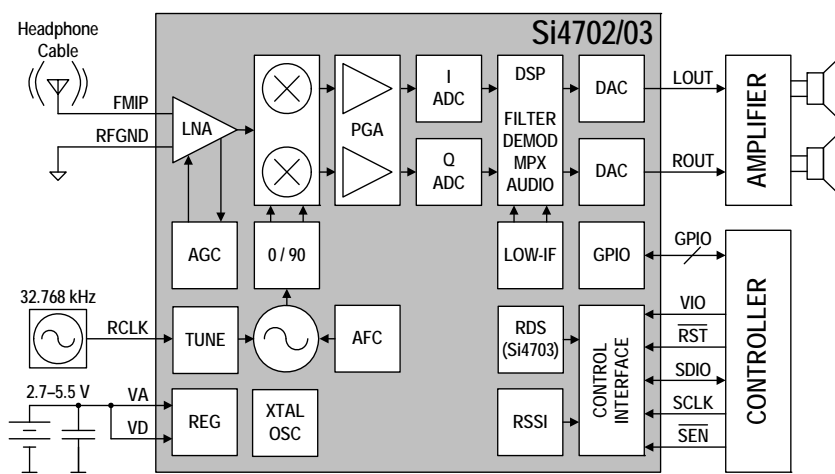 Si4702/03
Headphone
Cable
FMIP
RFGND
LNA
PGA
I
ADC
Q
ADC
DSP
FILTER
DEMOD
MPX
AUDIO
DAC
DAC
LOUT
ROUT
AMPLIFIER
AGC
0 / 90
LOW-IF
GPIO
GPIO
32.768 kHz
RCLK
TUNE
AFC
RDS
(Si4703)
CONTROL
INTERFACE
VIO
RST
SDIO
SCLK
SEN
CONTROLLER
2.7–5.5 V
VA
VD
REG
XTAL
OSC
RSSI